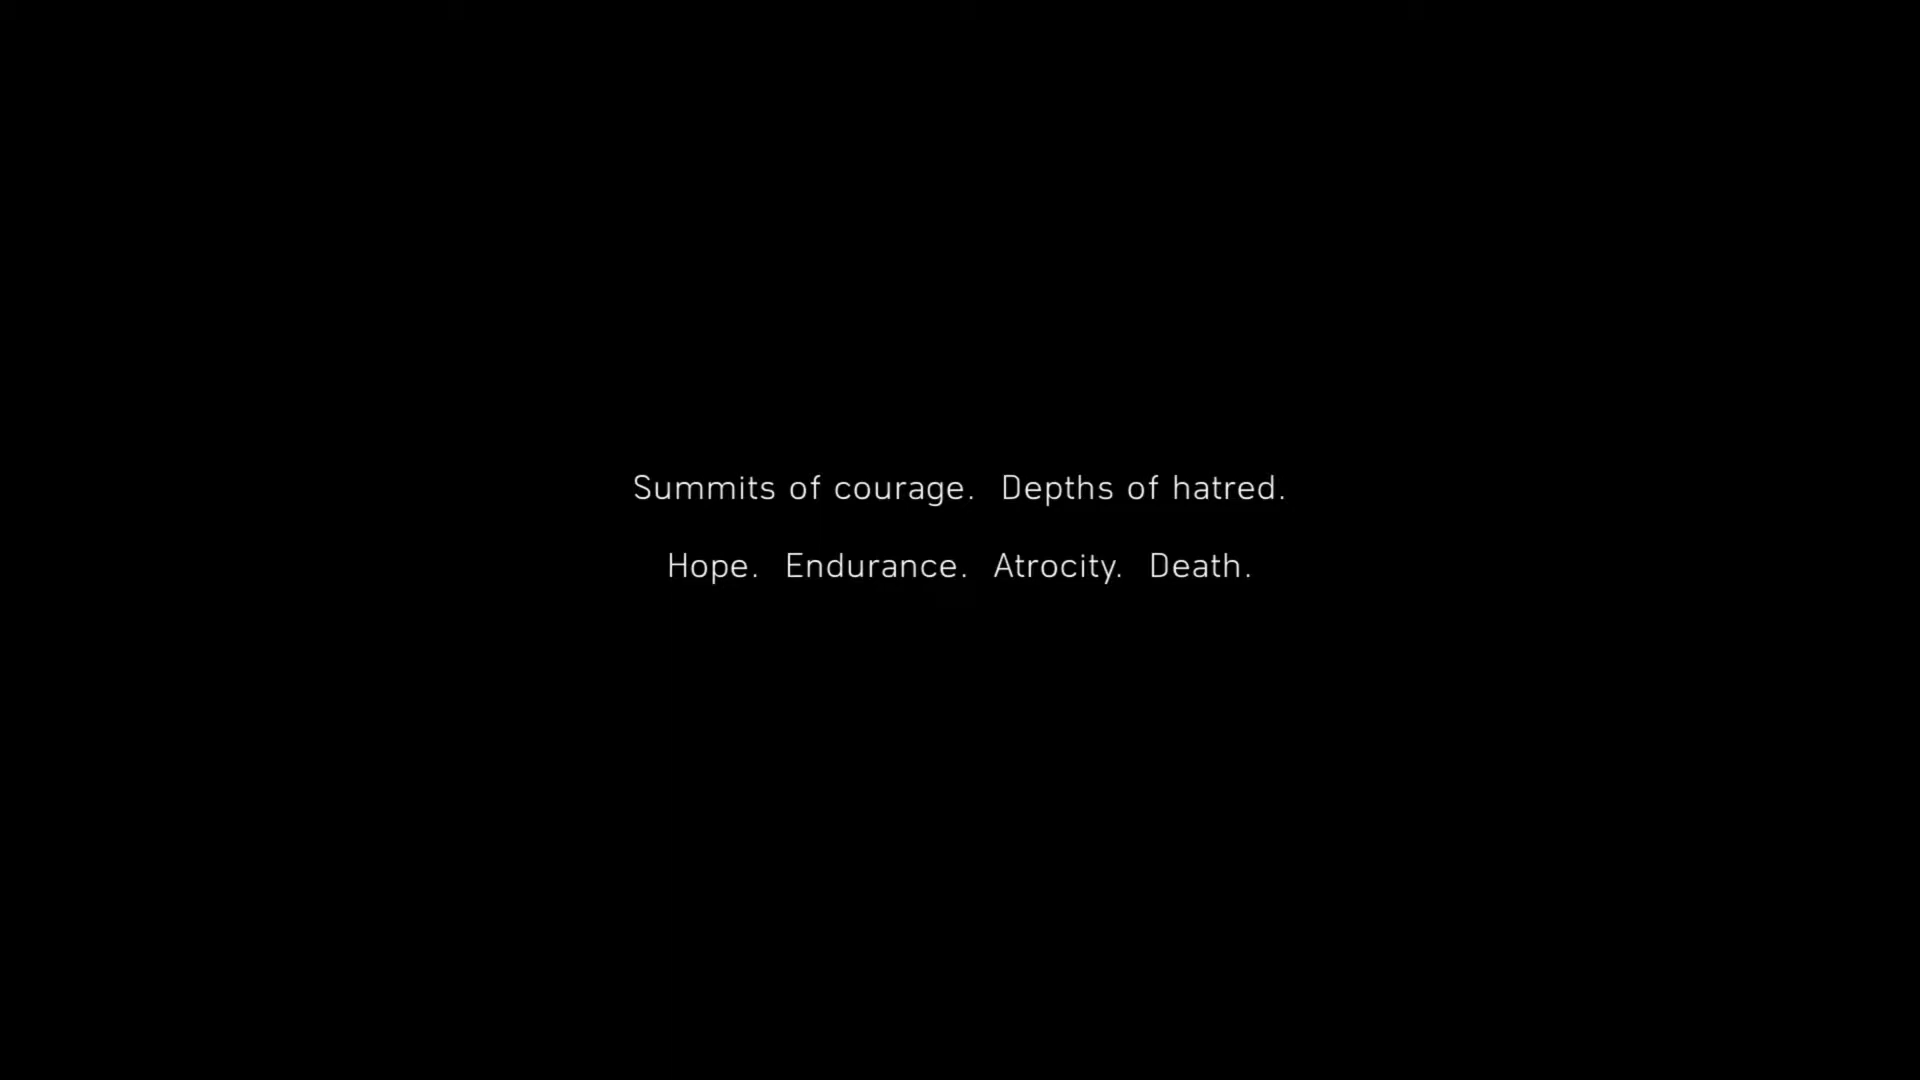 Summits of courage.  Depths of hatred.
Hope.  Endurance.  Atrocity.  Death.